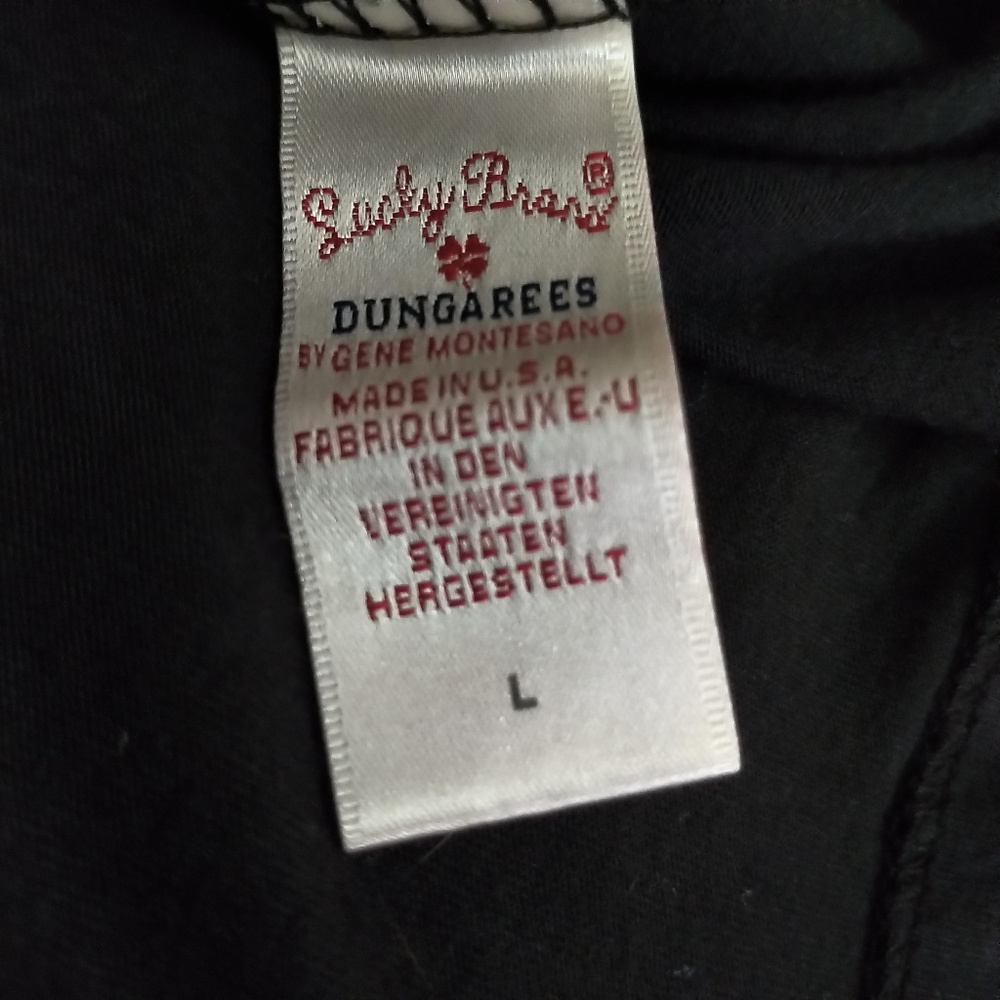 Lucky Brand®
DUNGAREES
BY GENE MONTESANO
MADE IN U.S.A.
FABRIQUE AUX E.-U
IN DEN
VEREINIGTEN
STAATEN
HERGESTELLT
L